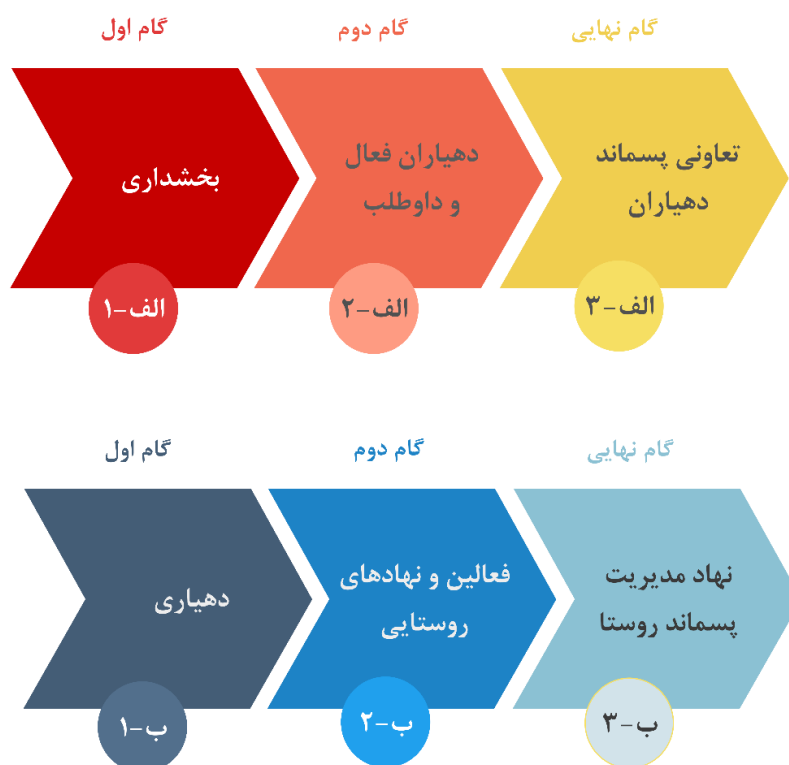 گام اول
گام دوم
گام نهایی
بخشداری
دهیاران فعال
و داوطلب
تعاونی پسماند
دهیاران
الف-۱
الف-۲
الف-۳
گام اول
گام دوم
گام نهایی
دهیاری
فعالین و نهادهای
روستایی
نهاد مدیریت
پسماند روستا
ب-۱
ب-۲
ب-۳